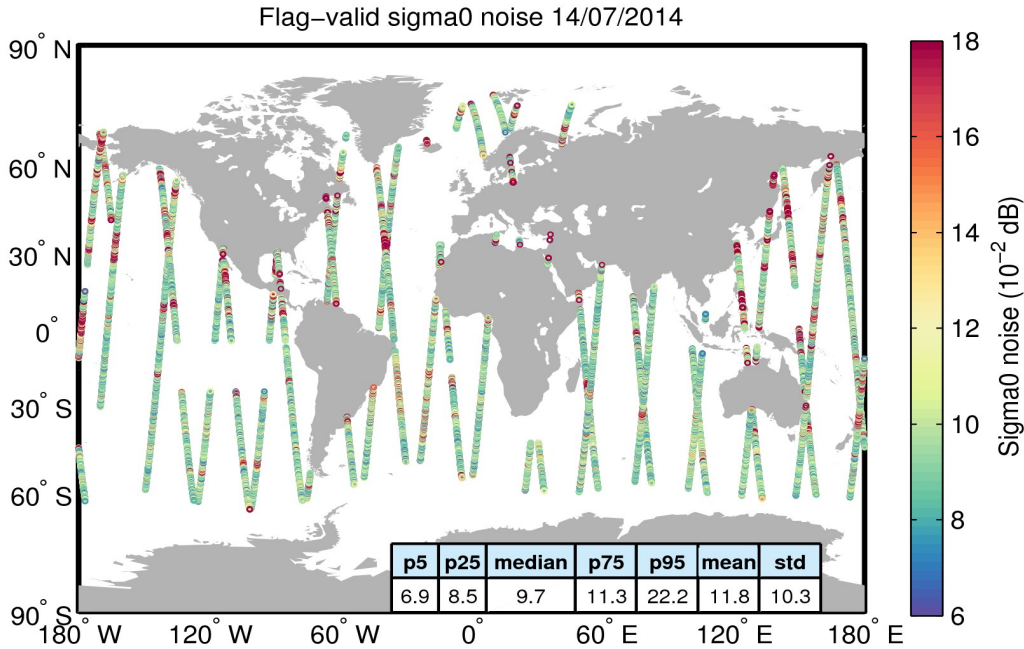 Flag−valid sigma0 noise 14/07/2014
90° N
60° N
30° N
0°
30° S
60° S
90° S
180° W
120° W
60° W
0°
60° E
120° E
180° E
p5 p25 median p75 p95 mean std
6.9 8.5 9.7 11.3 22.2 11.8 10.3
18
16
14
12
10
8
6
Sigma0 noise (10⁻² dB)